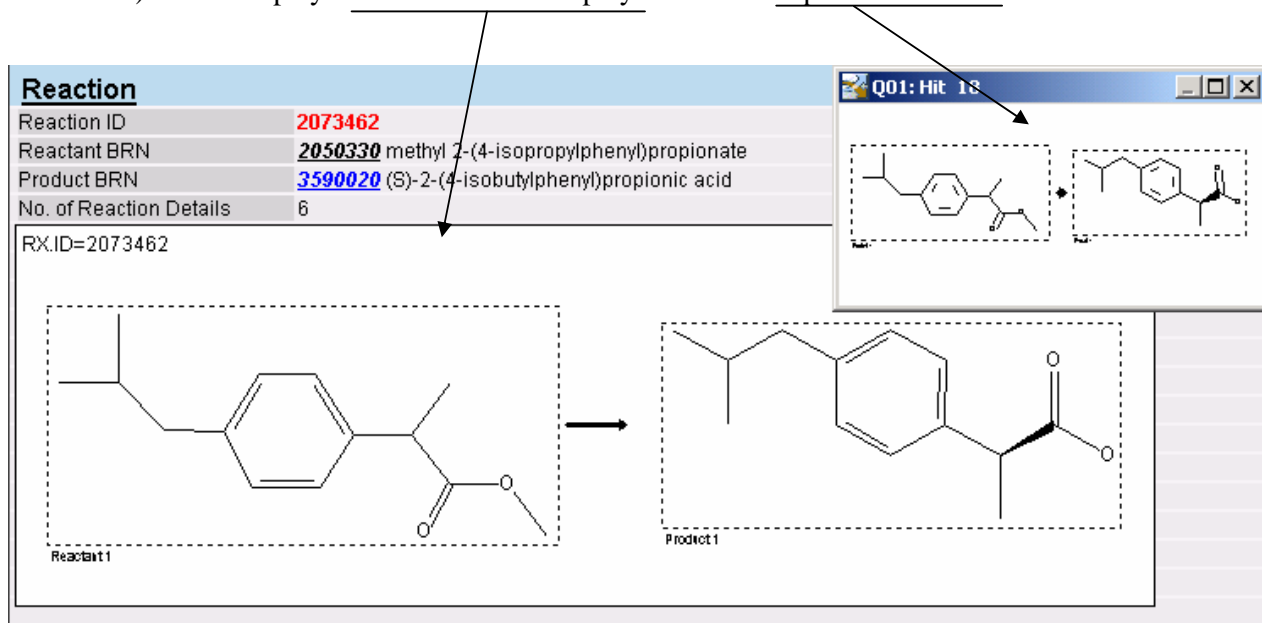 Reaction
Q01: Hit 18
Reaction ID 2073462
Reactant BRN 2050330 methyl 2-(4-isopropylphenyl)propionate
Product BRN 3590020 (S)-2-(4-isobutylphenyl)propionic acid
No. of Reaction Details 6
RX.ID=2073462
O
O
O
O
Reactant 1
Product 1